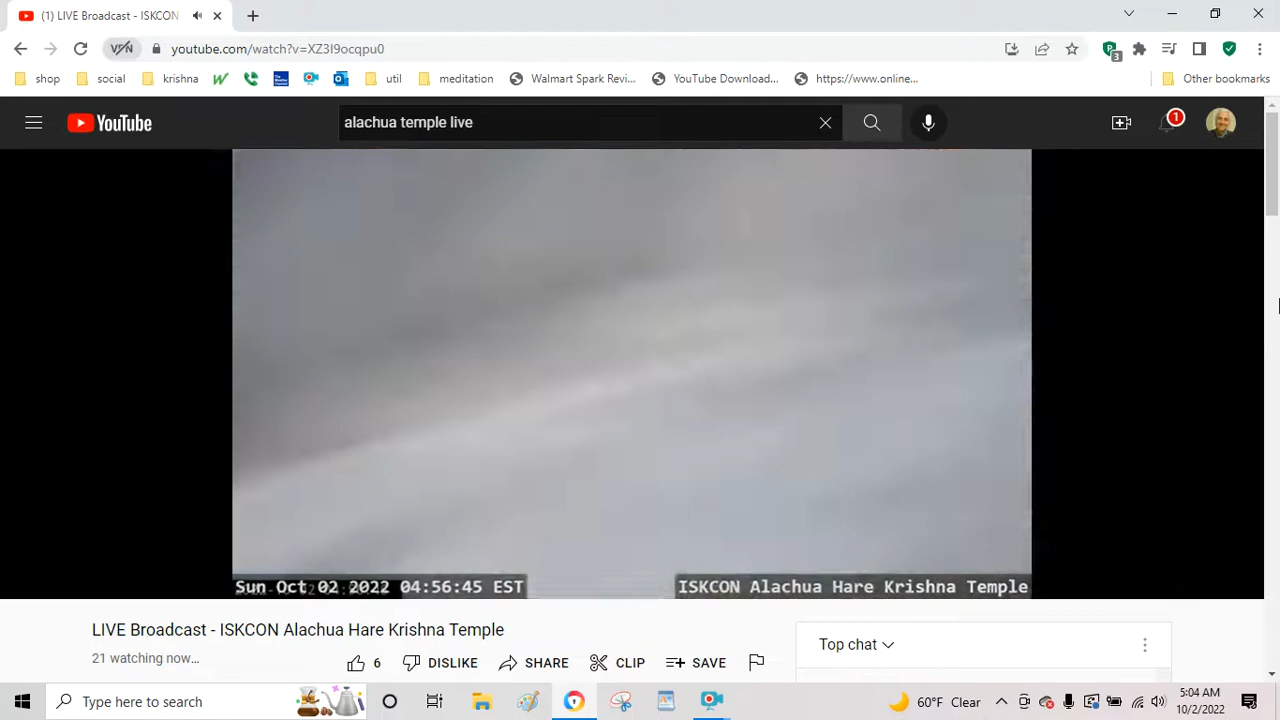 (1) LIVE Broadcast - ISKCON
youtube.com/watch?v=XZ3I9ocqpu0
VPN
3
shop
social
krishna
util
meditation
Walmart Spark Revi...
YouTube Download...
https://www.online...
Other bookmarks
YouTube
alachua temple live
1
Sun Oct 02 2022 04:56:45 EST
ISKCON Alachua Hare Krishna Temple
LIVE Broadcast - ISKCON Alachua Hare Krishna Temple
21 watching now...
6
DISLIKE
SHARE
CLIP
SAVE
Top chat
Type here to search
60°F Clear
5:04 AM
10/2/2022